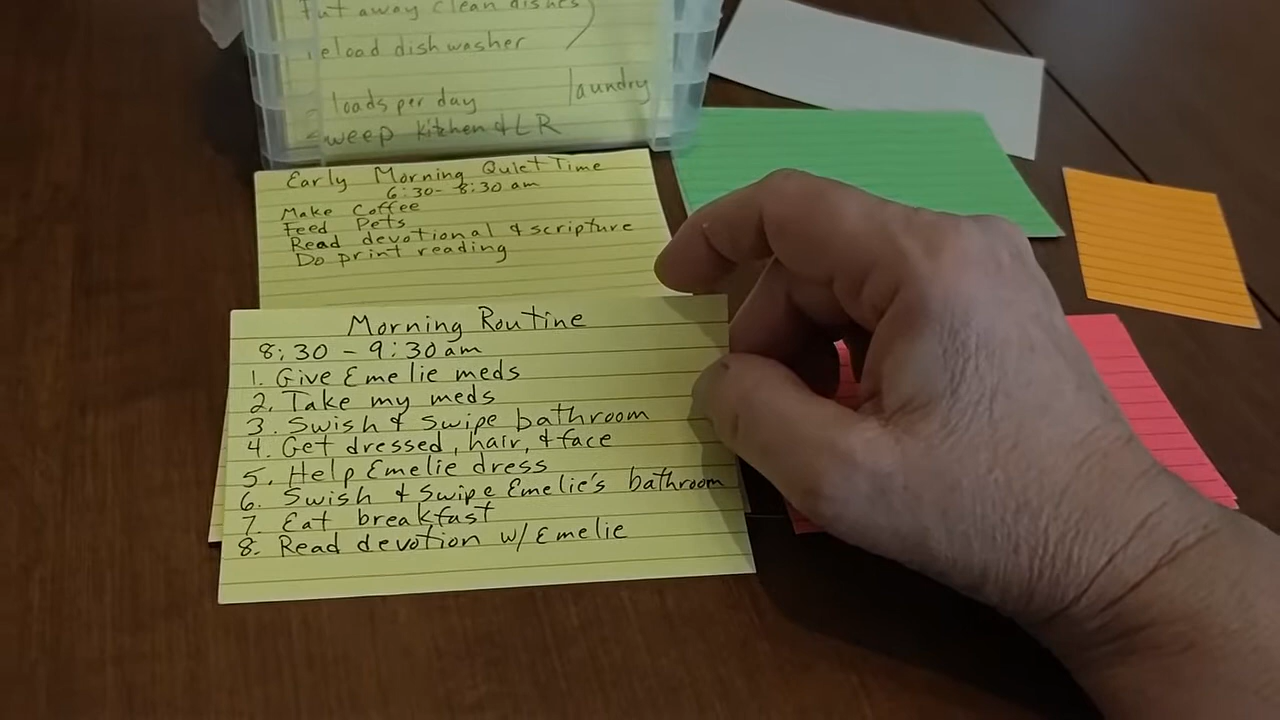 Put away clean dishes
reload dishwasher
loads per day laundry
Sweep kitchen & LR
Early Morning Quiet Time
6:30- 8:30 am
Make Coffee
Feed Pets
Read devotional & scripture
Do print reading
Morning Routine
8:30 - 9:30 am
1. Give Emelie meds
2. Take my meds
3. Swish & Swipe bathroom
4. Get dressed, hair, & face
5. Help Emelie dress
6. Swish & Swipe Emelie's bathroom
7. Eat breakfast
8. Read devotion w/ Emelie